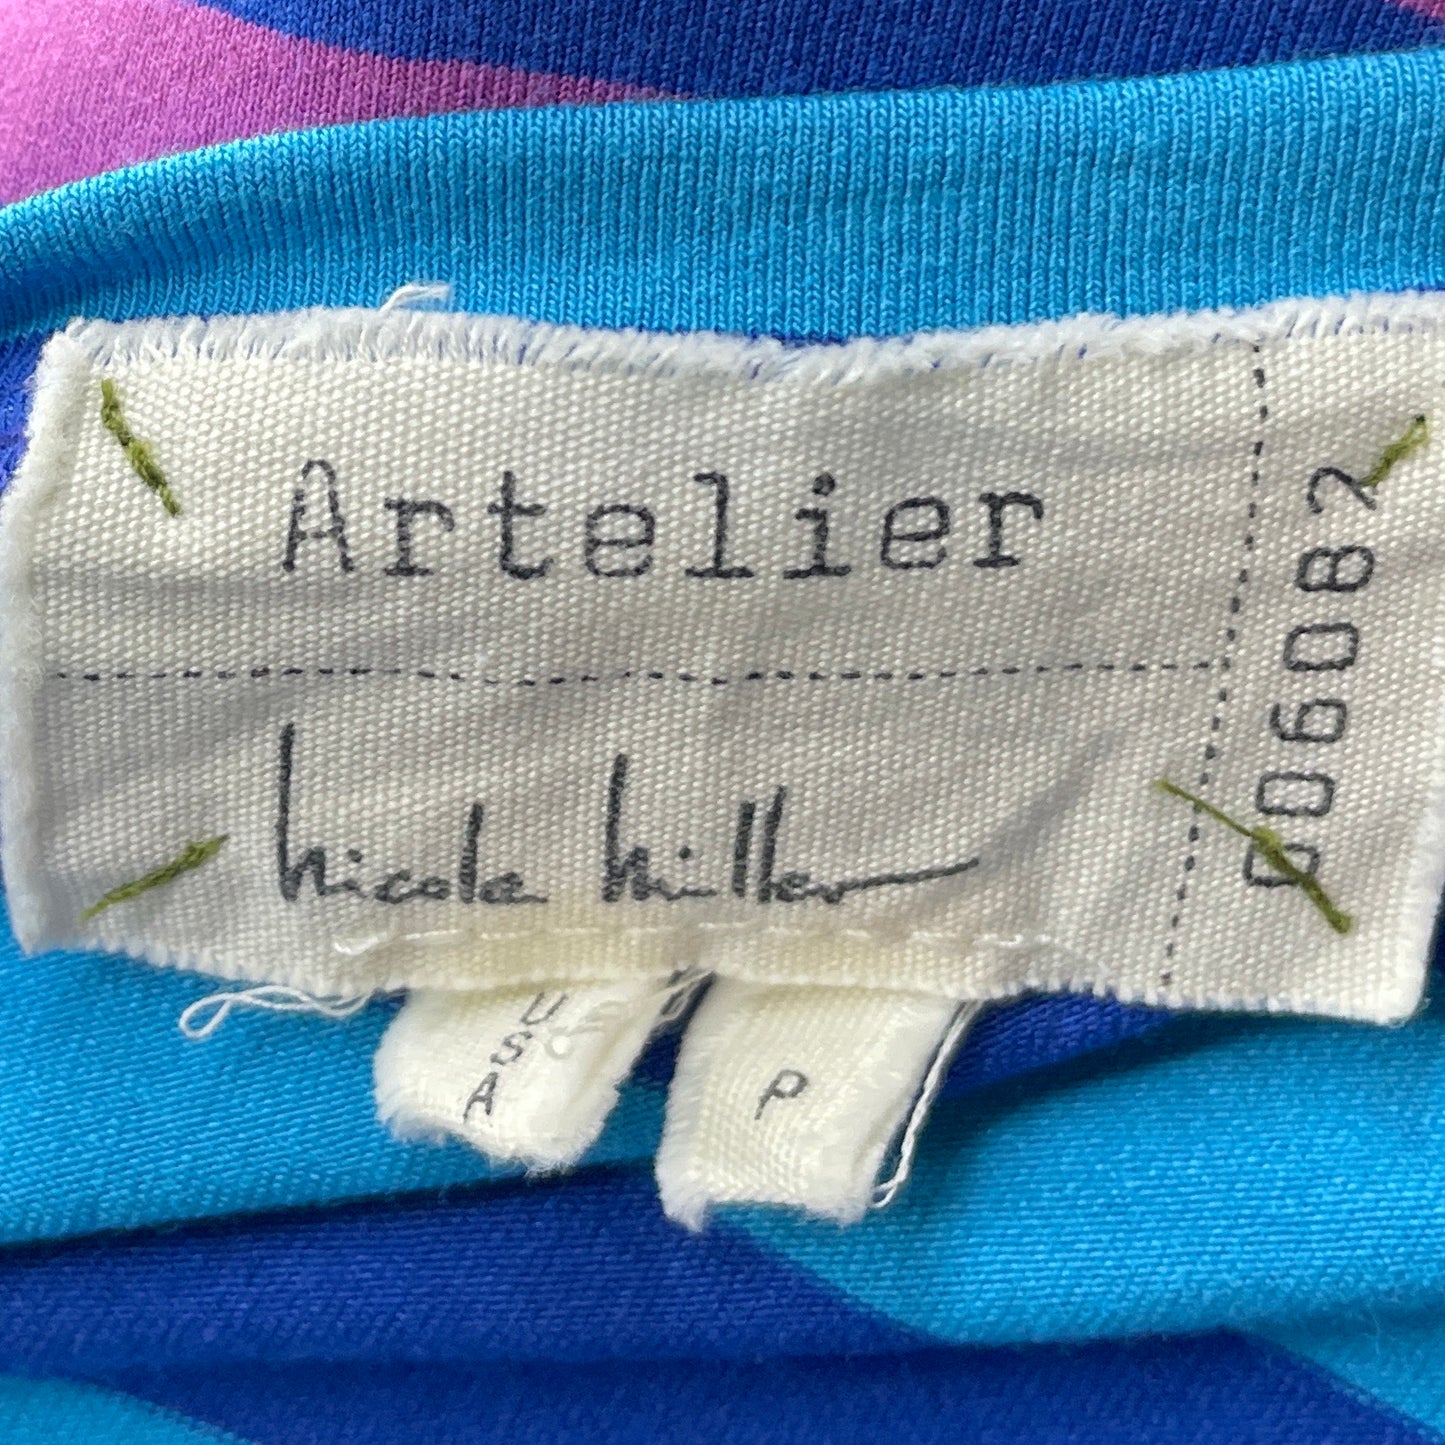 Artelier
Nicole Miller
006082
USA
P